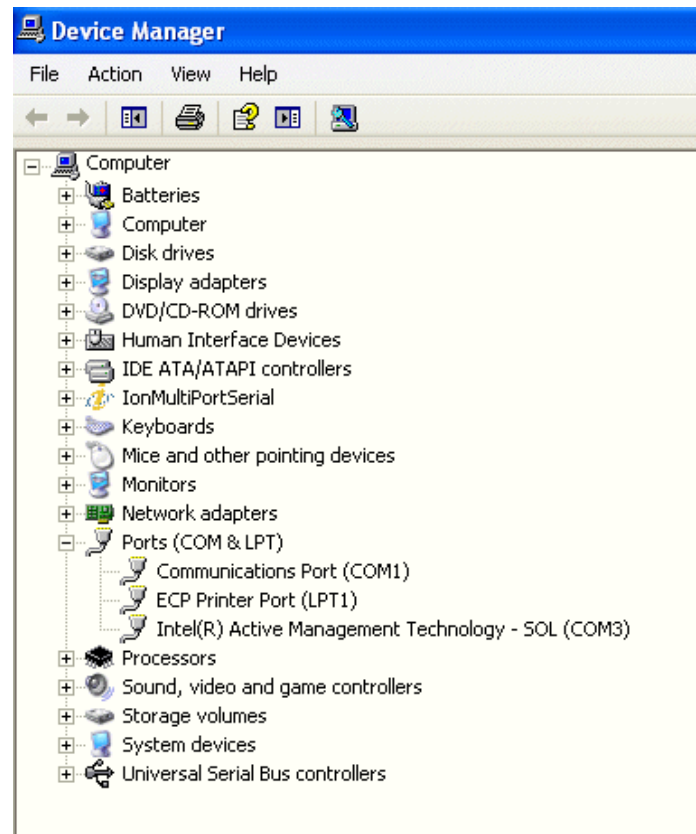 Device Manager
File Action View Help
Computer
Batteries
Computer
Disk drives
Display adapters
DVD/CD-ROM drives
Human Interface Devices
IDE ATA/ATAPI controllers
IonMultiPortSerial
Keyboards
Mice and other pointing devices
Monitors
Network adapters
Ports (COM & LPT)
Communications Port (COM1)
ECP Printer Port (LPT1)
Intel(R) Active Management Technology - SOL (COM3)
Processors
Sound, video and game controllers
Storage volumes
System devices
Universal Serial Bus controllers